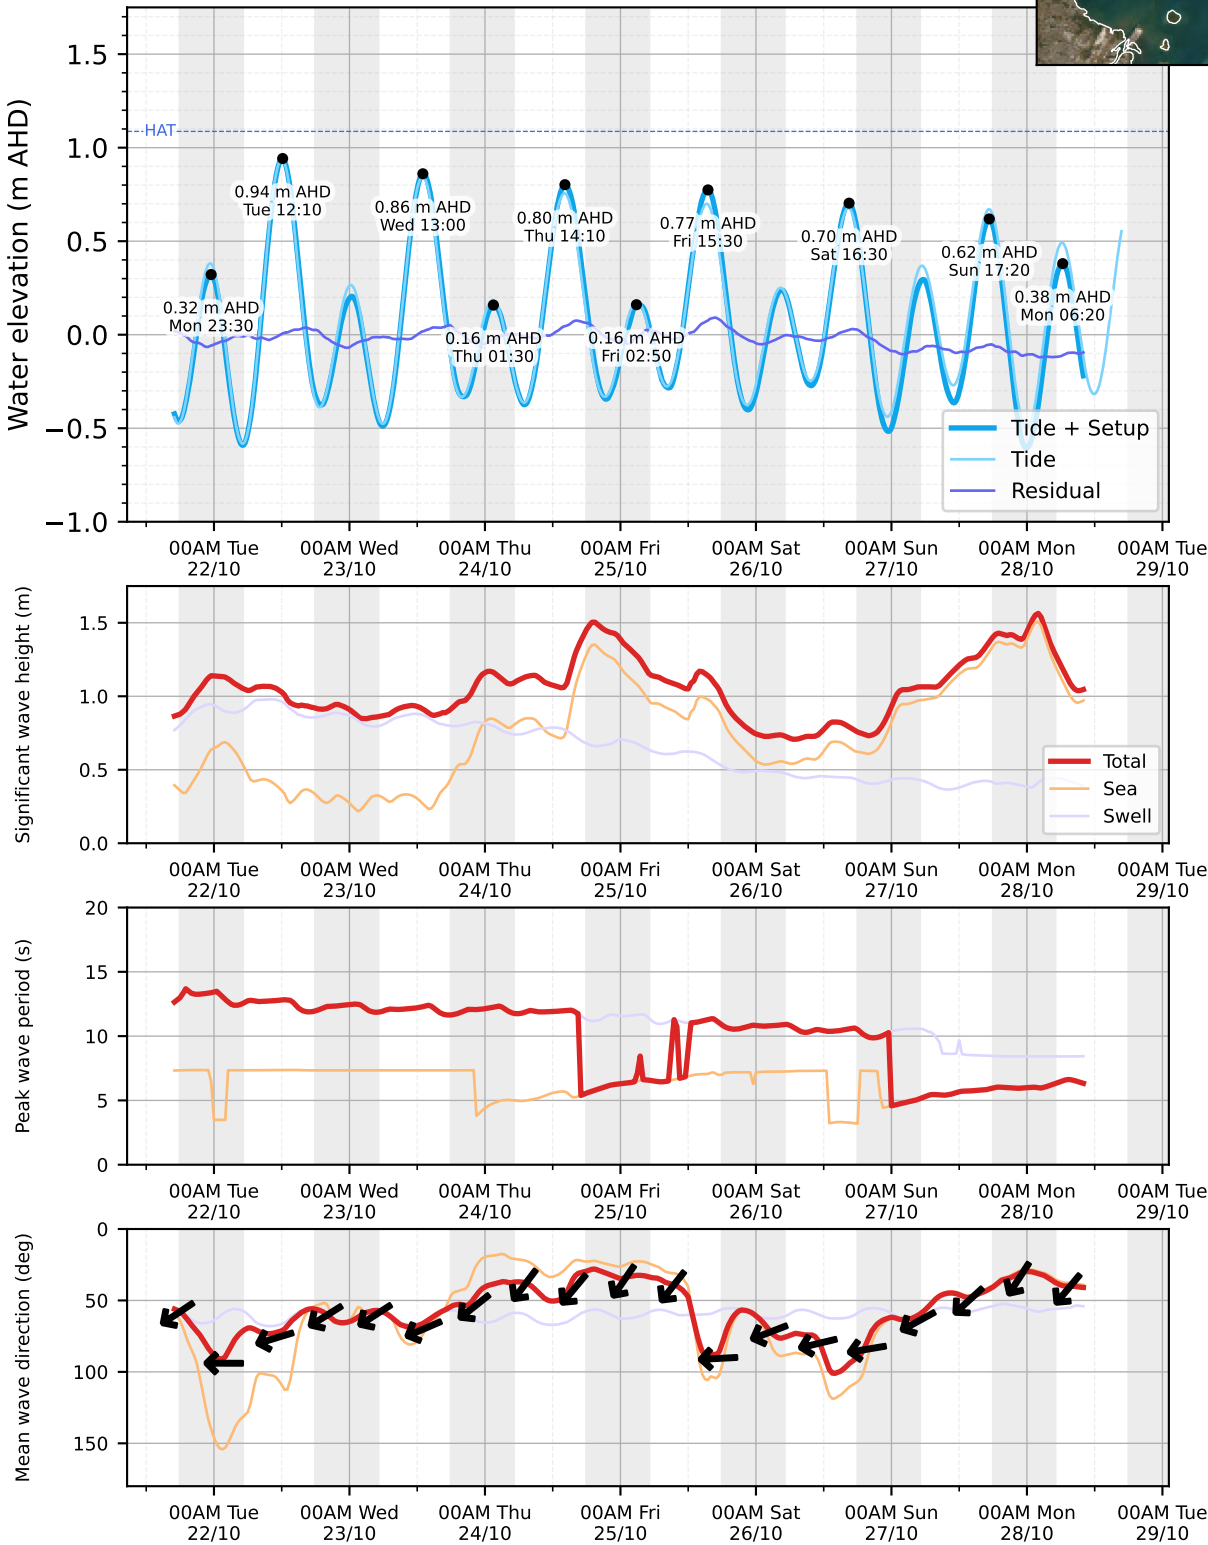 Water elevation (m AHD)
1.5
1.0
0.5
0.0
−0.5
−1.0
HAT
0.32 m AHD
Mon 23:30
0.94 m AHD
Tue 12:10
0.86 m AHD
Wed 13:00
0.16 m AHD
Thu 01:30
0.80 m AHD
Thu 14:10
0.16 m AHD
Fri 02:50
0.77 m AHD
Fri 15:30
0.70 m AHD
Sat 16:30
0.62 m AHD
Sun 17:20
0.38 m AHD
Mon 06:20
Tide + Setup
Tide
Residual
00AM Tue 00AM Wed 00AM Thu 00AM Fri 00AM Sat 00AM Sun 00AM Mon 00AM Tue
22/10 23/10 24/10 25/10 26/10 27/10 28/10 29/10
Significant wave height (m)
1.5
1.0
0.5
0.0
Total
Sea
Swell
00AM Tue 00AM Wed 00AM Thu 00AM Fri 00AM Sat 00AM Sun 00AM Mon 00AM Tue
22/10 23/10 24/10 25/10 26/10 27/10 28/10 29/10
Peak wave period (s)
20
15
10
5
0
00AM Tue 00AM Wed 00AM Thu 00AM Fri 00AM Sat 00AM Sun 00AM Mon 00AM Tue
22/10 23/10 24/10 25/10 26/10 27/10 28/10 29/10
Mean wave direction (deg)
0
50
100
150
00AM Tue 00AM Wed 00AM Thu 00AM Fri 00AM Sat 00AM Sun 00AM Mon 00AM Tue
22/10 23/10 24/10 25/10 26/10 27/10 28/10 29/10